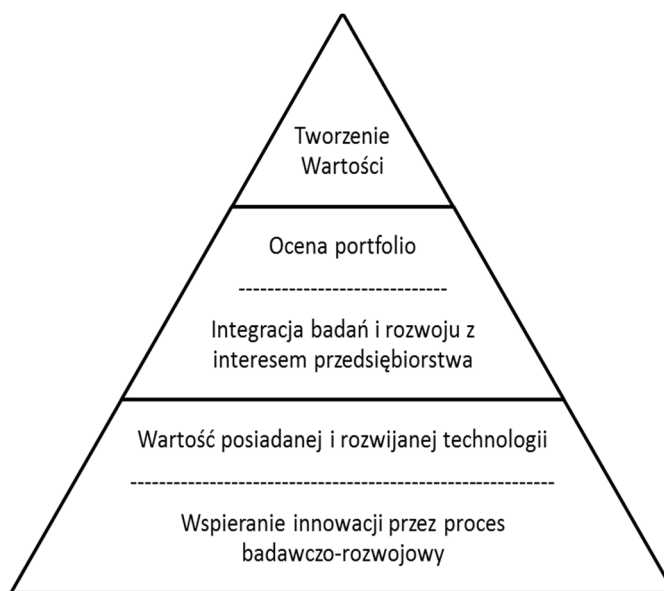 Tworzenie
Wartości
Ocena portfolio
Integracja badań i rozwoju z
interesem przedsiębiorstwa
Wartość posiadanej i rozwijanej technologii
Wspieranie innowacji przez proces
badawczo-rozwojowy